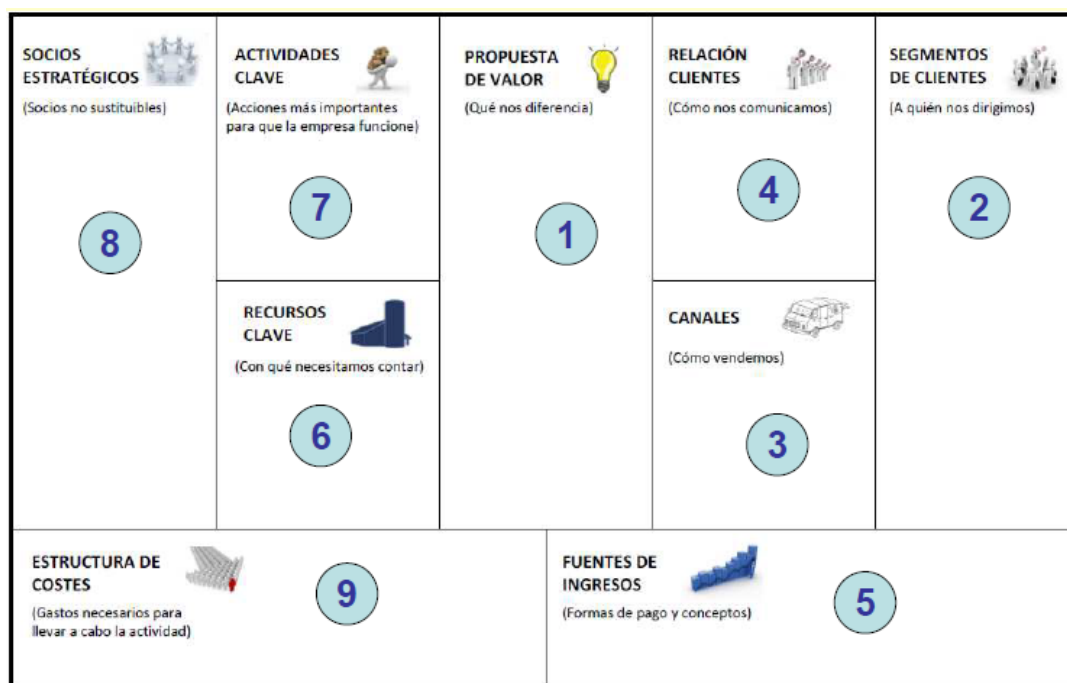 SOCIOS
ESTRATÉGICOS
(Socios no sustituibles)
8
ACTIVIDADES
CLAVE
(Acciones más importantes
para que la empresa funcione)
7
RECURSOS
CLAVE
(Con qué necesitamos contar)
6
PROPUESTA
DE VALOR
(Qué nos diferencia)
1
RELACIÓN
CLIENTES
(Cómo nos comunicamos)
4
CANALES
(Cómo vendemos)
3
SEGMENTOS
DE CLIENTES
(A quién nos dirigimos)
2
ESTRUCTURA DE
COSTES
(Gastos necesarios para
llevar a cabo la actividad)
9
FUENTES DE
INGRESOS
(Formas de pago y conceptos)
5